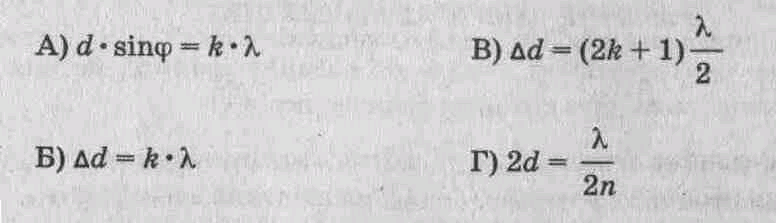 А) d · sinφ = k · λ
Б) Δd = k · λ
В) Δd = (2k + 1) λ/2
Г) 2d = λ/2n